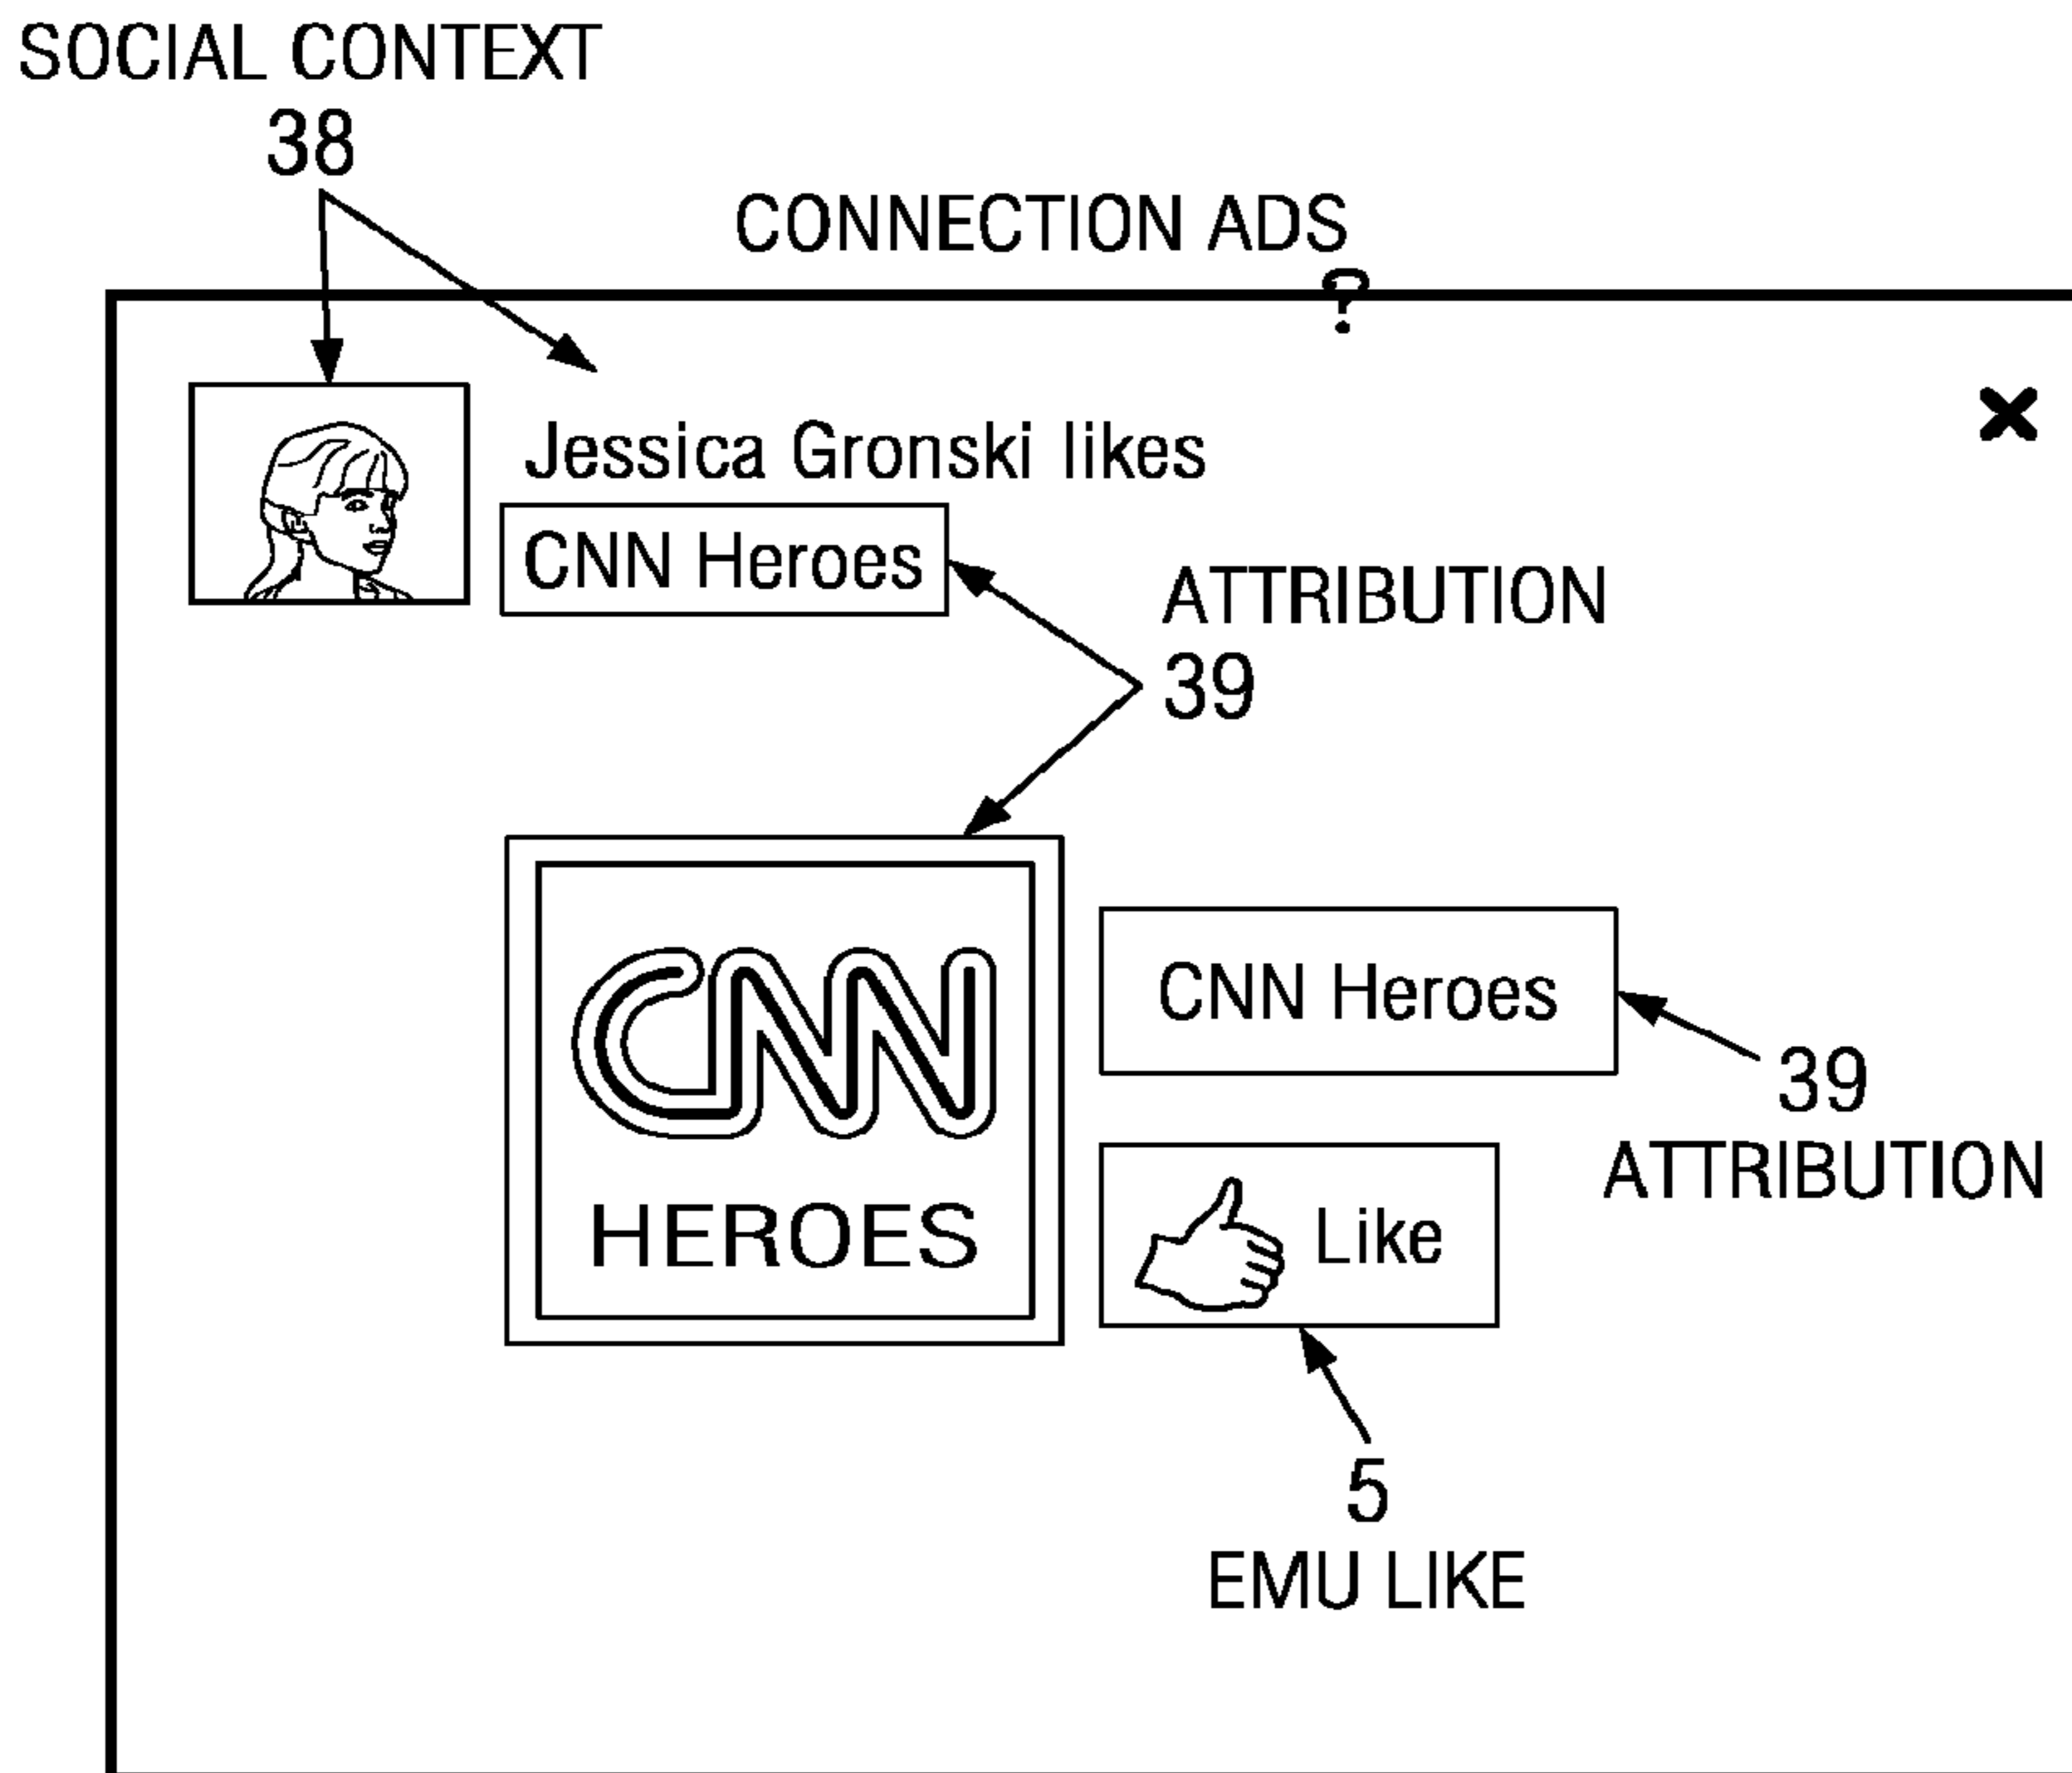 SOCIAL CONTEXT
38
CONNECTION ADS
?
Jessica Gronski likes
CNN Heroes
ATTRIBUTION
39
CNN
HEROES
CNN Heroes
39
ATTRIBUTION
Like
5
EMU LIKE